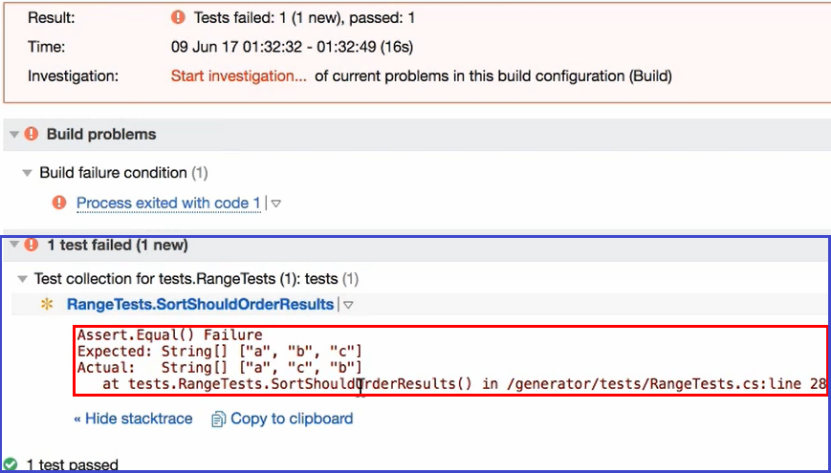 Result: Tests failed: 1 (1 new), passed: 1
Time: 09 Jun 17 01:32:32 - 01:32:49 (16s)
Investigation: Start investigation... of current problems in this build configuration (Build)
Build problems
Build failure condition (1)
Process exited with code 1
1 test failed (1 new)
Test collection for tests.RangeTests (1): tests (1)
RangeTests.SortShouldOrderResults
Assert.Equal() Failure
Expected: String[] ["a", "b", "c"]
Actual:   String[] ["a", "c", "b"]
at tests.RangeTests.SortShouldOrderResults() in /generator/tests/RangeTests.cs:line 28
« Hide stacktrace Copy to clipboard
1 test passed